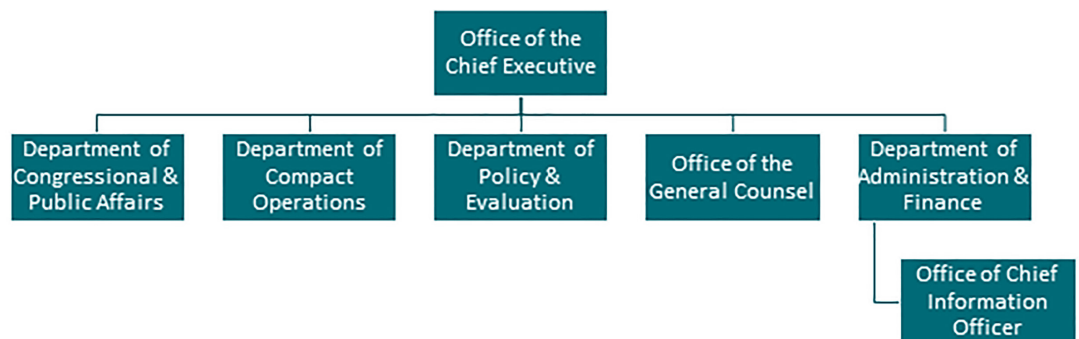 Office of the
Chief Executive
Department of
Congressional &
Public Affairs
Department of
Compact
Operations
Department of
Policy &
Evaluation
Office of the
General Counsel
Department of
Administration &
Finance
Office of Chief
Information
Officer